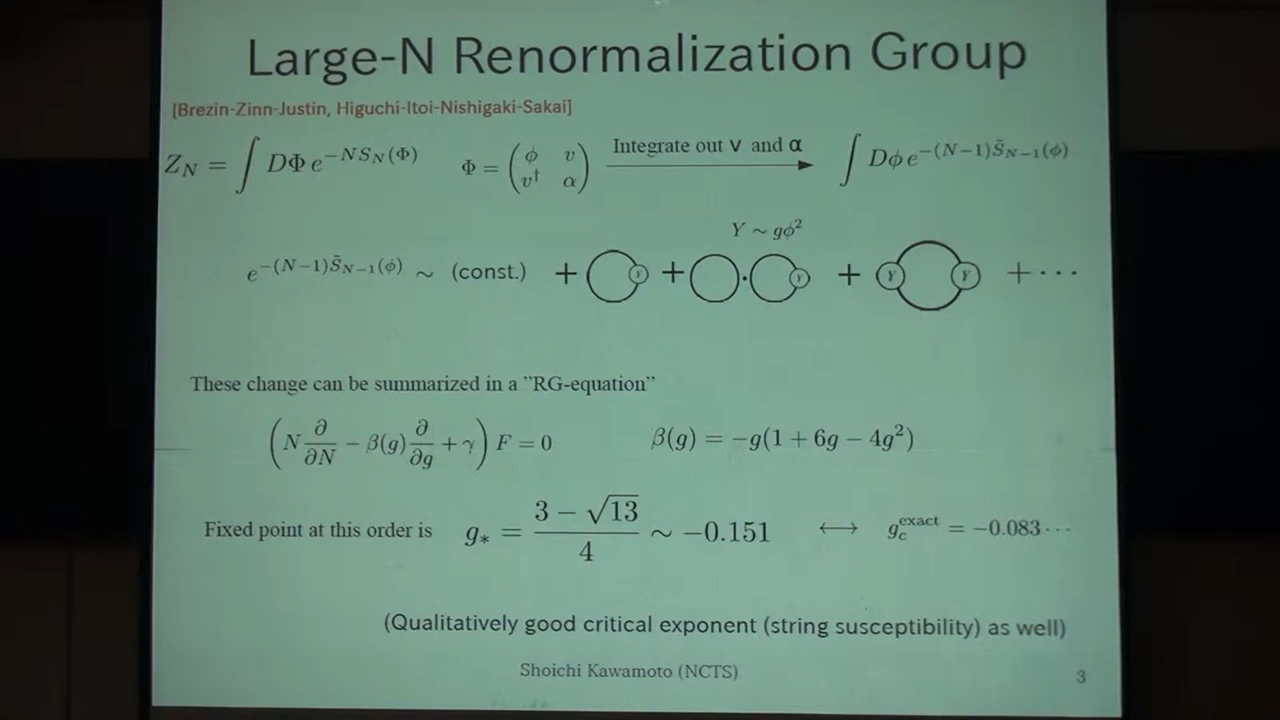 Large-N Renormalization Group
[Brezin-Zinn-Justin, Higuchi-Itoi-Nishigaki-Sakai]
Z_N = ∫ DΦ e^{-NS_N(Φ)} Φ = ( φ v ; v† α ) Integrate out v and α ∫ Dφ e^{-(N-1)S̃_{N-1}(φ)}
Y ~ gφ²
e^{-(N-1)S̃_{N-1}(φ)} ~ (const.) + Y + · Y + Y Y + ···
These change can be summarized in a "RG-equation"
( N ∂/∂N − β(g) ∂/∂g + γ ) F = 0 β(g) = −g(1 + 6g − 4g²)
Fixed point at this order is g_* = (3 − √13)/4 ~ −0.151 ⟷ g_c^{exact} = −0.083···
(Qualitatively good critical exponent (string susceptibility) as well)
Shoichi Kawamoto (NCTS)
3